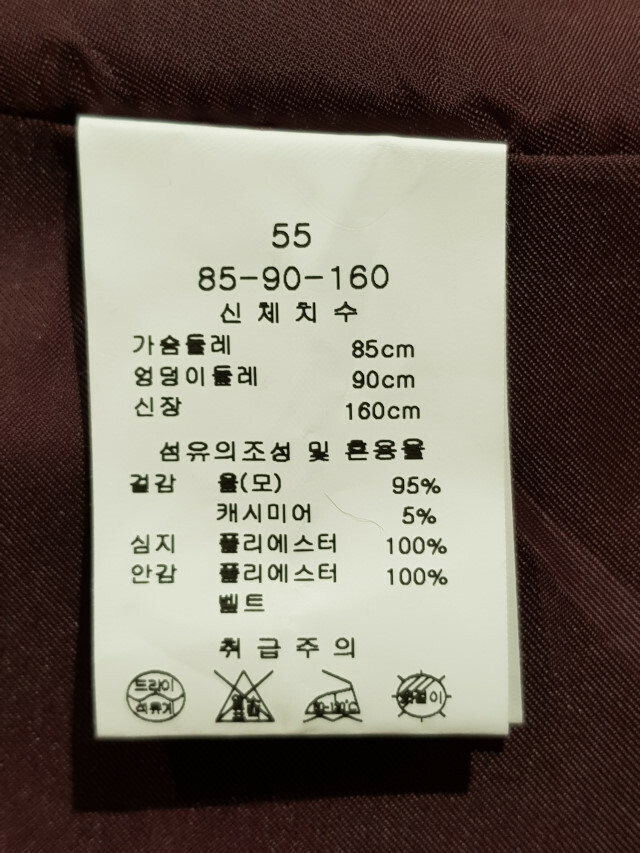 55
85-90-160
신체치수
가슴둘레 85cm
엉덩이둘레 90cm
신장 160cm
섬유의조성 및 혼용율
겉감 울(모) 95%
캐시미어 5%
심지 폴리에스터 100%
안감 폴리에스터 100%
벨트
취급주의
드라이
석유계